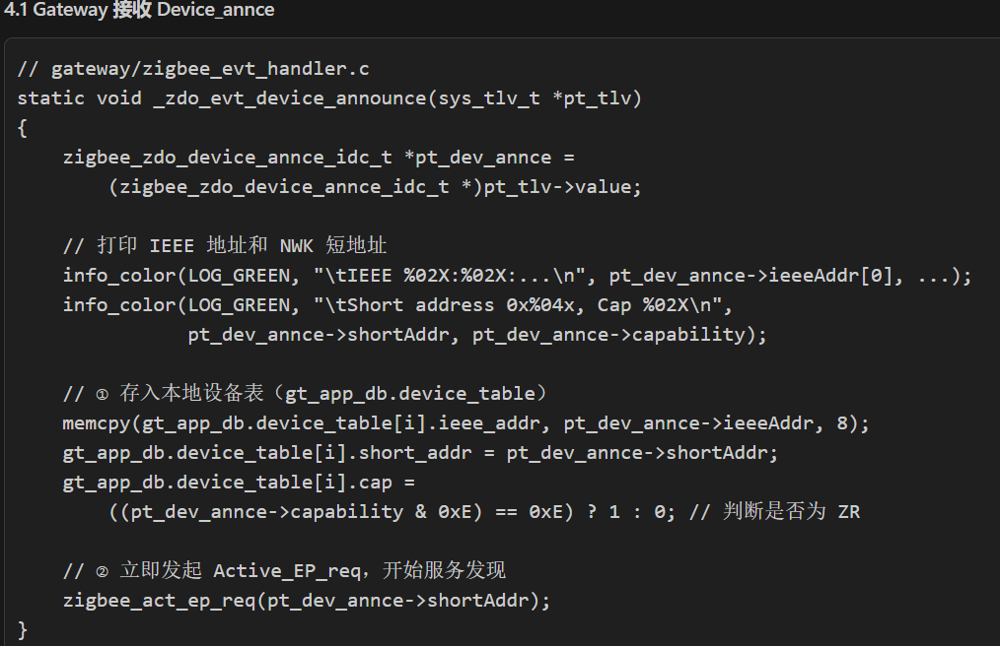 4.1 Gateway 接收 Device_annce
// gateway/zigbee_evt_handler.c
static void _zdo_evt_device_announce(sys_tlv_t *pt_tlv)
{
    zigbee_zdo_device_annce_idc_t *pt_dev_annce =
        (zigbee_zdo_device_annce_idc_t *)pt_tlv->value;
    // 打印 IEEE 地址和 NWK 短地址
    info_color(LOG_GREEN, "\tIEEE %02X:%02X:...\n", pt_dev_annce->ieeeAddr[0], ...);
    info_color(LOG_GREEN, "\tShort address 0x%04x, Cap %02X\n",
               pt_dev_annce->shortAddr, pt_dev_annce->capability);
    // ① 存入本地设备表（gt_app_db.device_table）
    memcpy(gt_app_db.device_table[i].ieee_addr, pt_dev_annce->ieeeAddr, 8);
    gt_app_db.device_table[i].short_addr = pt_dev_annce->shortAddr;
    gt_app_db.device_table[i].cap =
        ((pt_dev_annce->capability & 0xE) == 0xE) ? 1 : 0; // 判断是否为 ZR
    // ② 立即发起 Active_EP_req，开始服务发现
    zigbee_act_ep_req(pt_dev_annce->shortAddr);
}